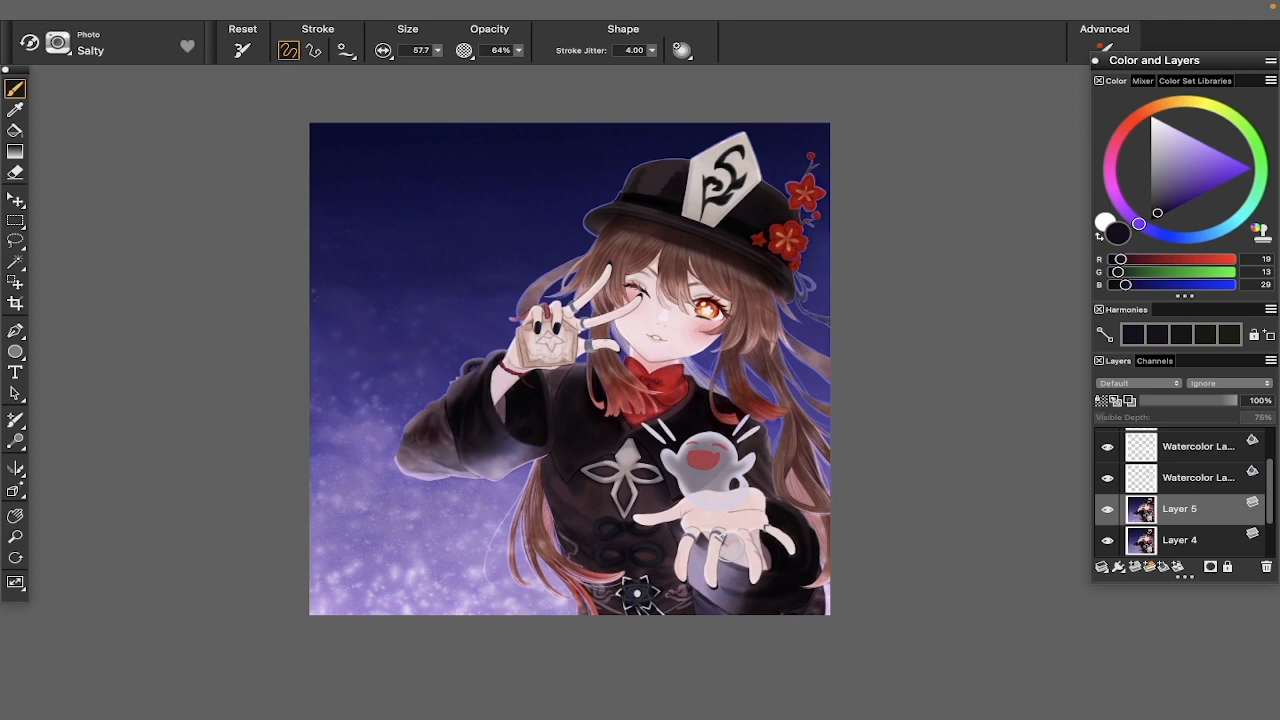 Photo
Salty
Reset
Stroke
Size
57.7
Opacity
64%
Shape
Stroke Jitter: 4.00
Advanced
Color and Layers
Color Mixer Color Set Libraries
R 19
G 13
B 29
Harmonies
Layers Channels
Default Ignore
100%
Visible Depth: 75%
Watercolor La...
Watercolor La...
Layer 5
Layer 4